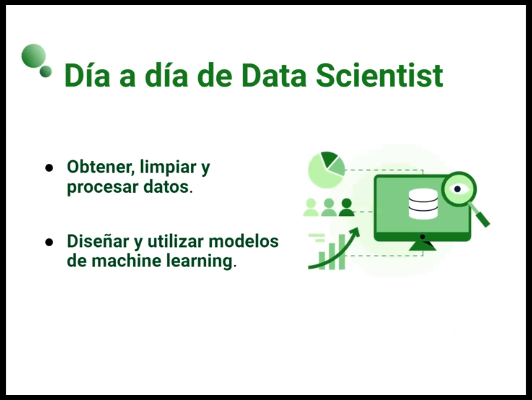 Día a día de Data Scientist
● Obtener, limpiar y
procesar datos.
● Diseñar y utilizar modelos
de machine learning.